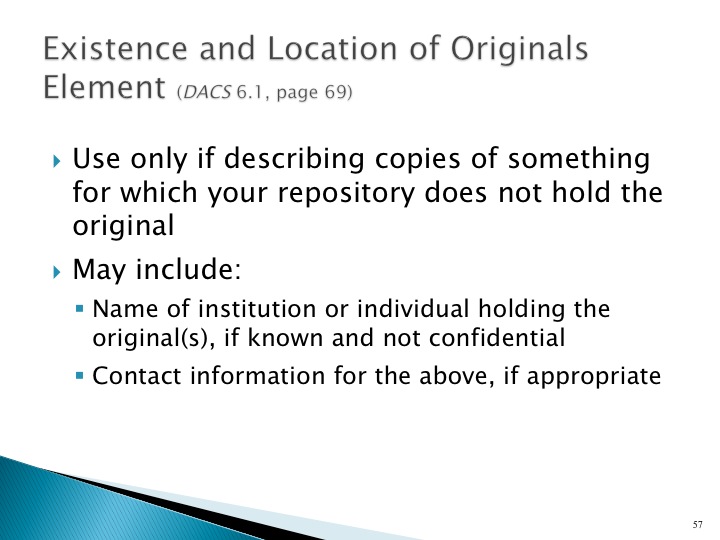 Existence and Location of Originals
Element (DACS 6.1, page 69)
Use only if describing copies of something
for which your repository does not hold the
original
May include:
Name of institution or individual holding the
original(s), if known and not confidential
Contact information for the above, if appropriate
57